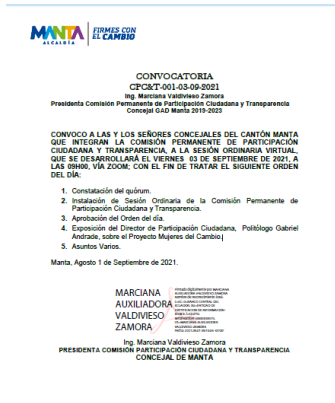 MANTA
ALCALDÍA
FIRMES CON
EL CAMBIO
CONVOCATORIA
CPC&T-001-03-09-2021
Ing. Marciana Valdivieso Zamora
Presidenta Comisión Permanente de Participación Ciudadana y Transparencia
Concejal GAD Manta 2019-2023
CONVOCO A LAS Y LOS SEÑORES CONCEJALES DEL CANTÓN MANTA
QUE INTEGRAN LA COMISIÓN PERMANENTE DE PARTICIPACIÓN
CIUDADANA Y TRANSPARENCIA, A LA SESIÓN ORDINARIA VIRTUAL,
QUE SE DESARROLLARÁ EL VIERNES 03 DE SEPTIEMBRE DE 2021, A
LAS 09H00, VÍA ZOOM; CON EL FIN DE TRATAR EL SIGUIENTE ORDEN
DEL DÍA:
1. Constatación del quórum.
2. Instalación de Sesión Ordinaria de la Comisión Permanente de
Participación Ciudadana y Transparencia.
3. Aprobación del Orden del día.
4. Exposición del Director de Participación Ciudadana, Politólogo Gabriel
Andrade, sobre el Proyecto Mujeres del Cambio.
5. Asuntos Varios.
Manta, Agosto 1 de Septiembre de 2021.
MARCIANA
AUXILIADORA
VALDIVIESO
ZAMORA
Ing. Marciana Valdivieso Zamora
PRESIDENTA COMISIÓN PARTICIPACIÓN CIUDADANA Y TRANSPARENCIA
CONCEJAL DE MANTA